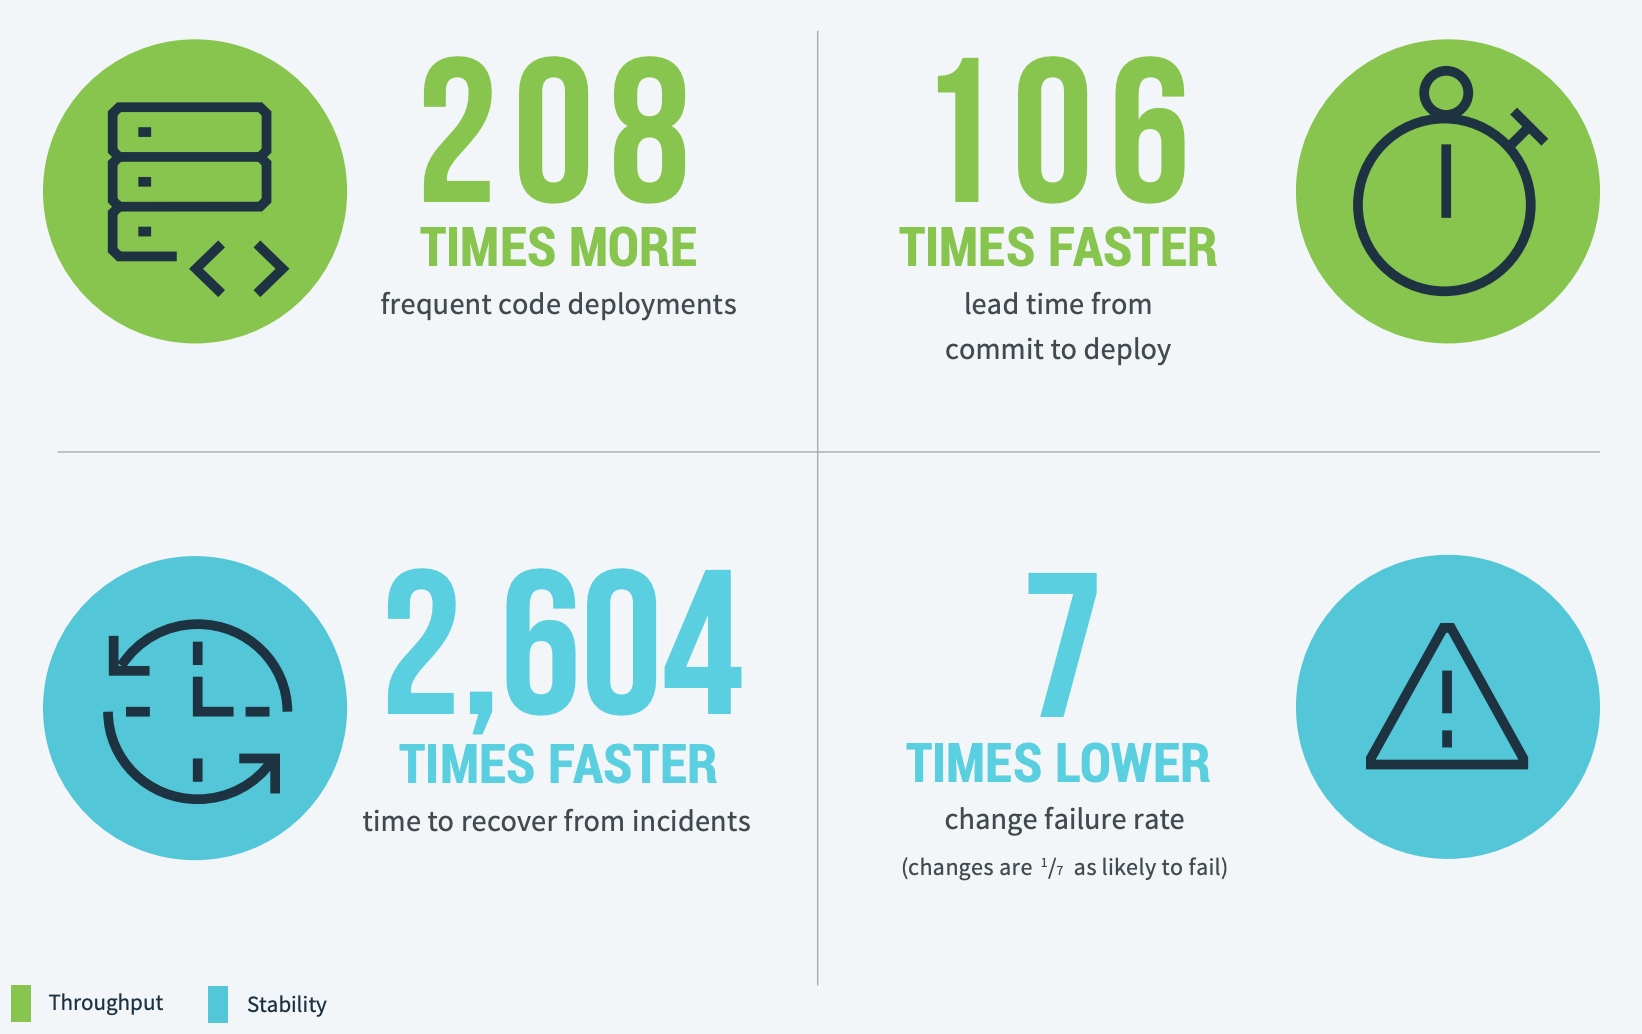 208
TIMES MORE
frequent code deployments
106
TIMES FASTER
lead time from
commit to deploy
2,604
TIMES FASTER
time to recover from incidents
7
TIMES LOWER
change failure rate
(changes are 1/7 as likely to fail)
Throughput
Stability